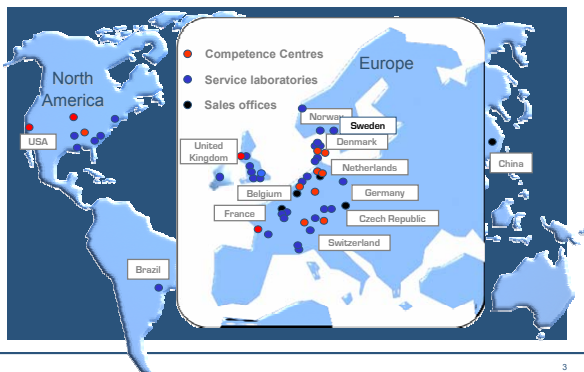 Competence Centres
Service laboratories
Sales offices
North
America
Europe
USA
Brazil
Norway
Sweden
Denmark
United
Kingdom
Netherlands
Belgium
Germany
France
Czech Republic
Switzerland
China
3